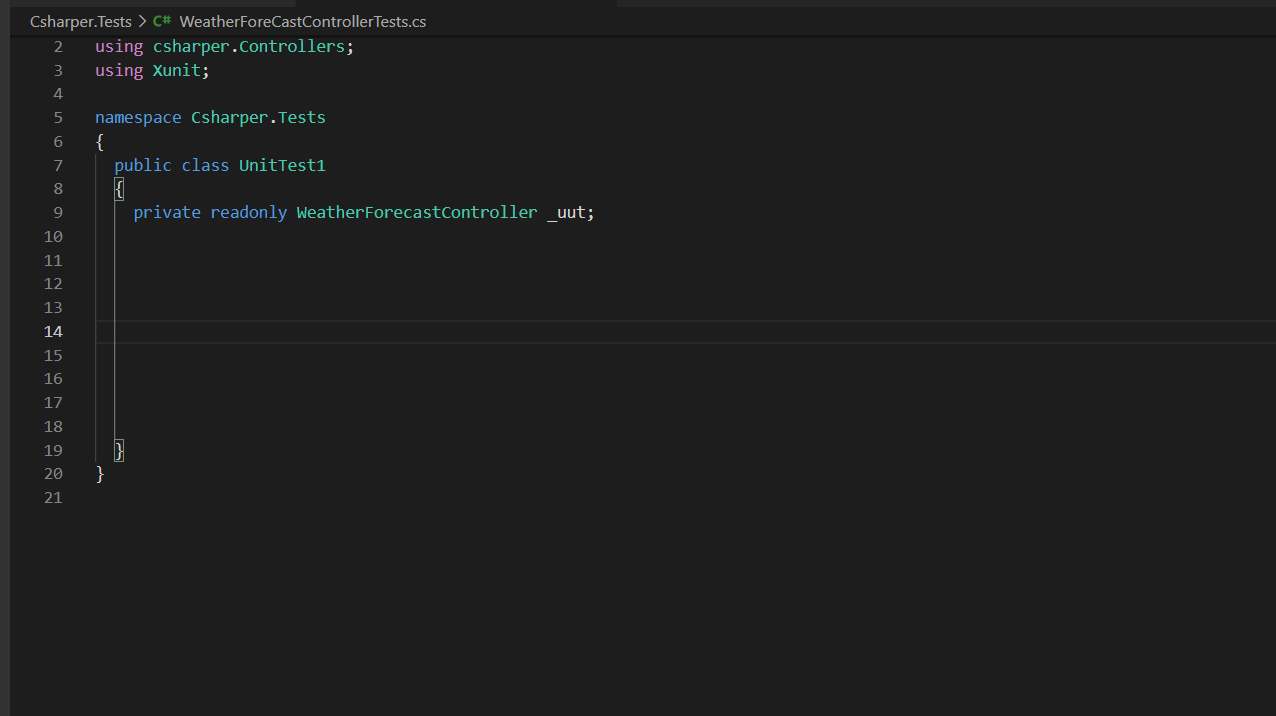 Csharper.Tests > C# WeatherForeCastControllerTests.cs
2 using csharper.Controllers;
3 using Xunit;
4
5 namespace Csharper.Tests
6 {
7 public class UnitTest1
8 {
9 private readonly WeatherForecastController _uut;
10
11
12
13
14
15
16
17
18
19 }
20 }
21